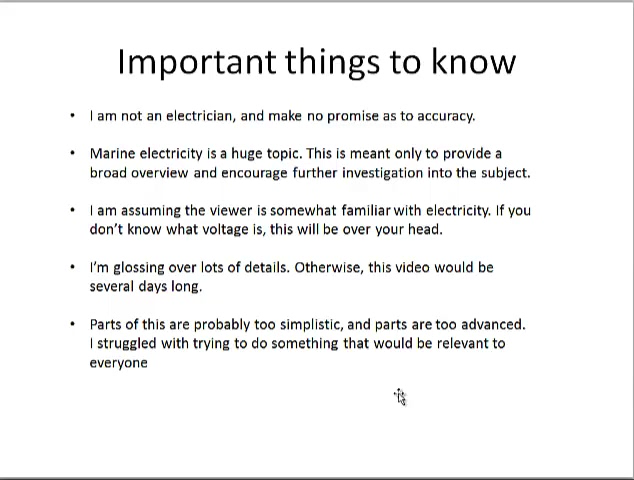 Important things to know
• I am not an electrician, and make no promise as to accuracy.
• Marine electricity is a huge topic. This is meant only to provide a
broad overview and encourage further investigation into the subject.
• I am assuming the viewer is somewhat familiar with electricity. If you
don’t know what voltage is, this will be over your head.
• I’m glossing over lots of details. Otherwise, this video would be
several days long.
• Parts of this are probably too simplistic, and parts are too advanced.
I struggled with trying to do something that would be relevant to
everyone